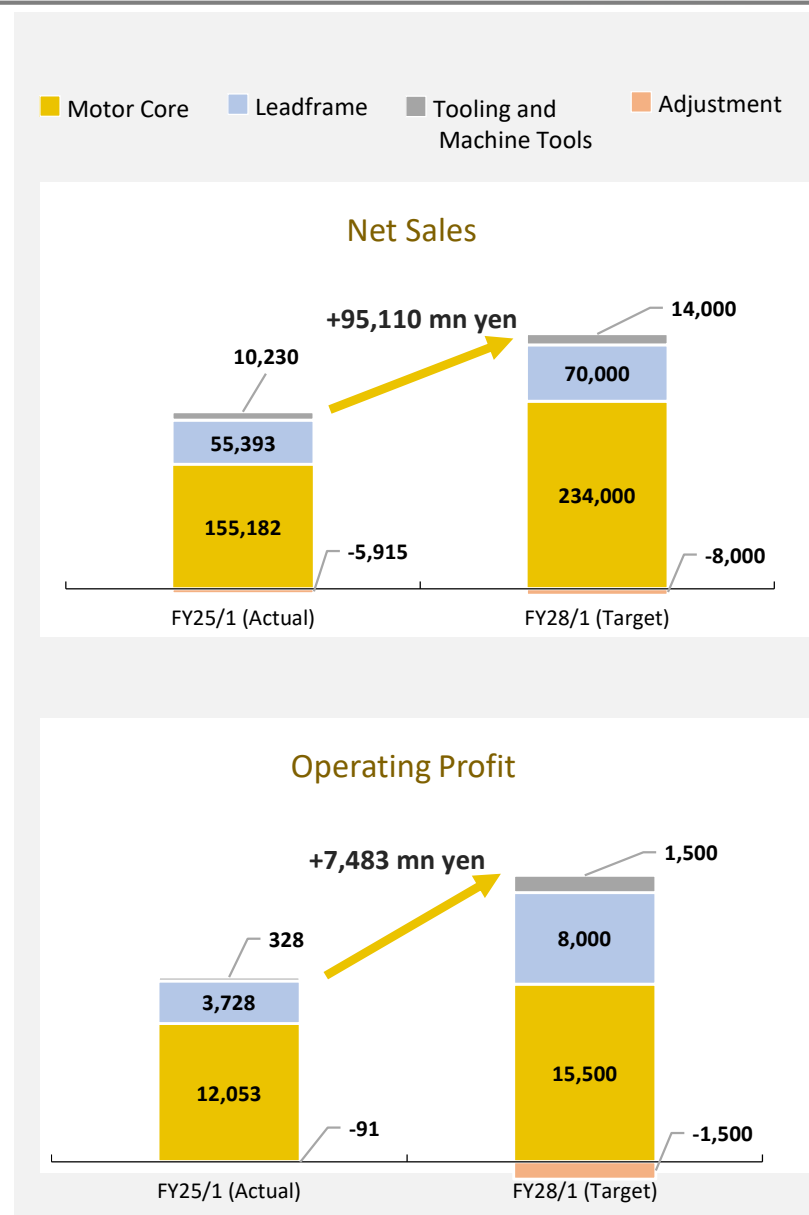 Motor Core
Leadframe
Tooling and
Machine Tools
Adjustment
Net Sales
+95,110 mn yen
14,000
10,230
70,000
55,393
234,000
155,182
-5,915
-8,000
FY25/1 (Actual)
FY28/1 (Target)
Operating Profit
+7,483 mn yen
1,500
328
8,000
3,728
15,500
12,053
-91
-1,500
FY25/1 (Actual)
FY28/1 (Target)